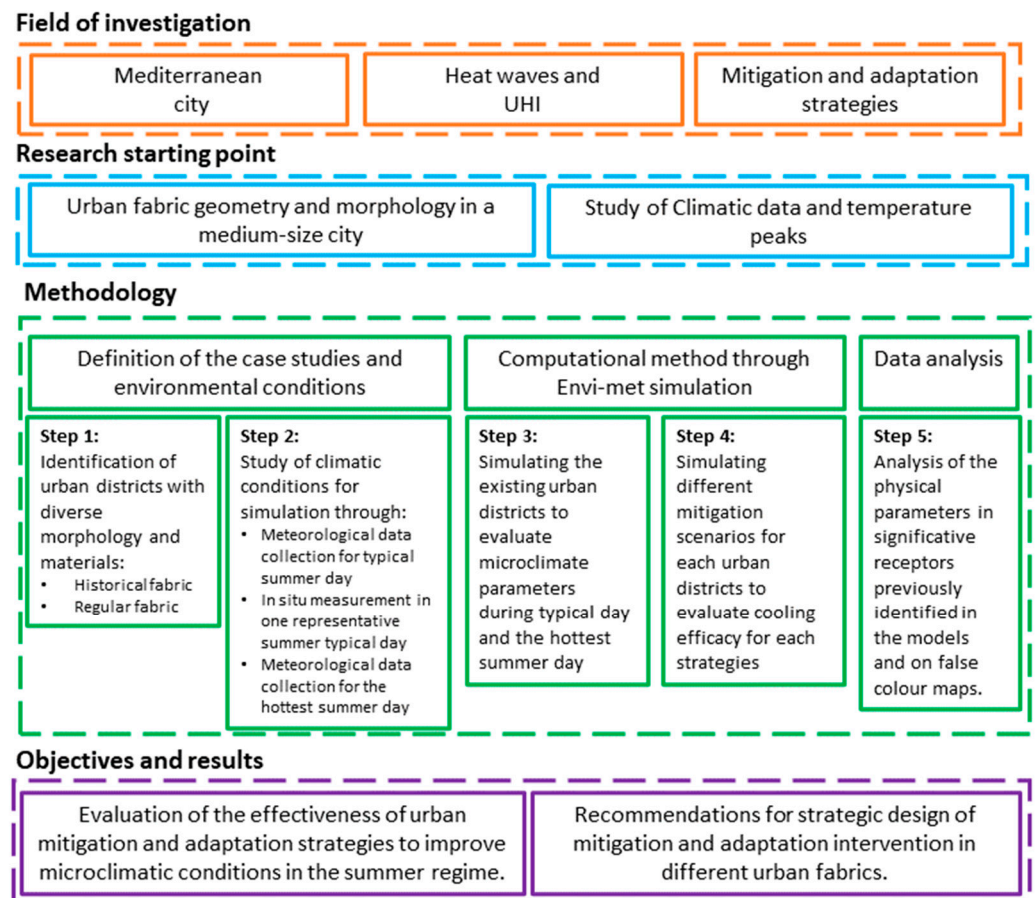 Field of investigation
Mediterranean
city
Heat waves and
UHI
Mitigation and adaptation
strategies
Research starting point
Urban fabric geometry and morphology in a
medium-size city
Study of Climatic data and temperature
peaks
Methodology
Definition of the case studies and
environmental conditions
Computational method through
Envi-met simulation
Data analysis
Step 1:
Identification of
urban districts with
diverse
morphology and
materials:
• Historical fabric
• Regular fabric
Step 2:
Study of climatic
conditions for
simulation through:
• Meteorological data
collection for typical
summer day
• In situ measurement in
one representative
summer typical day
• Meteorological data
collection for the
hottest summer day
Step 3:
Simulating the
existing urban
districts to
evaluate
microclimate
parameters
during typical day
and the hottest
summer day
Step 4:
Simulating
different
mitigation
scenarios for
each urban
districts to
evaluate cooling
efficacy for each
strategies
Step 5:
Analysis of the
physical
parameters in
significative
receptors
previously
identified in
the models
and on false
colour maps.
Objectives and results
Evaluation of the effectiveness of urban
mitigation and adaptation strategies to improve
microclimatic conditions in the summer regime.
Recommendations for strategic design of
mitigation and adaptation intervention in
different urban fabrics.